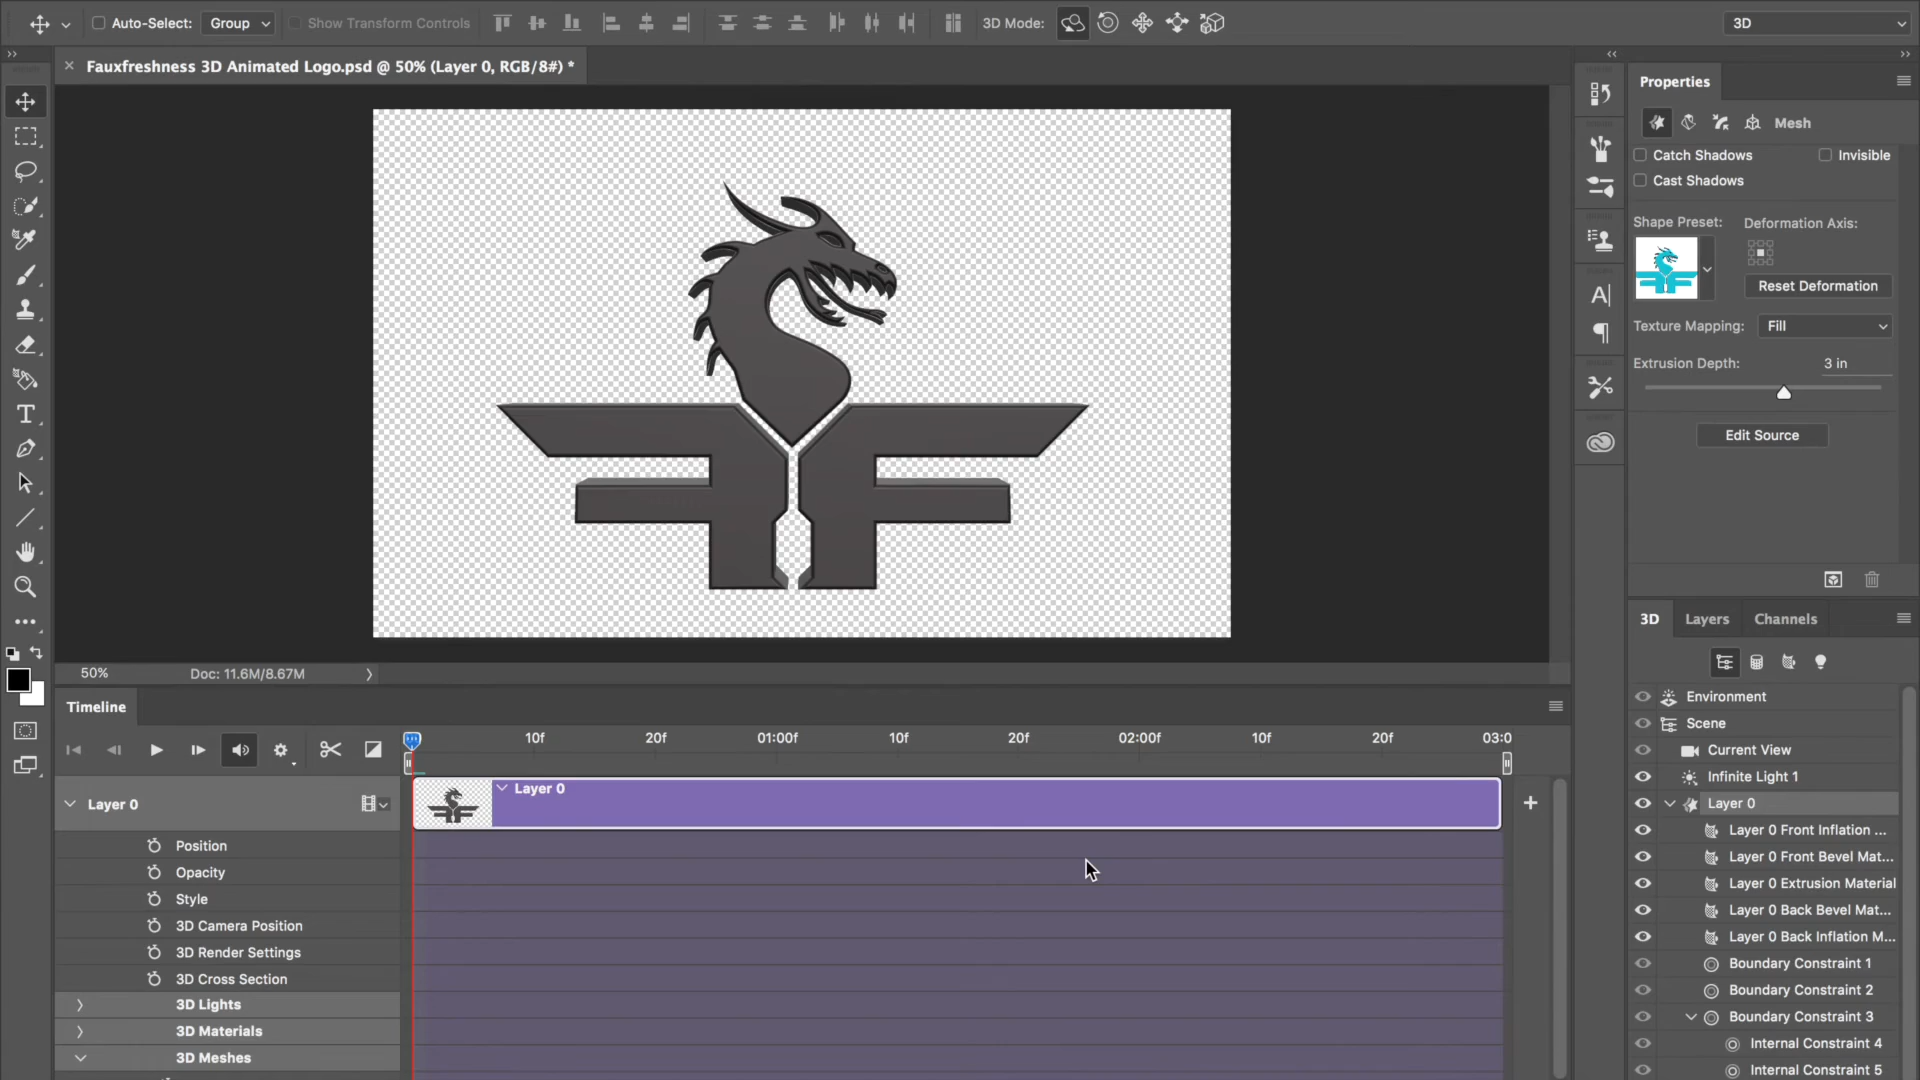 Auto-Select:
Group
Show Transform Controls
3D Mode:
3D
Fauxfreshness 3D Animated Logo.psd @ 50% (Layer 0, RGB/8#) *
Properties
Mesh
Catch Shadows
Invisible
Cast Shadows
Shape Preset:
Deformation Axis:
Reset Deformation
Texture Mapping:
Fill
Extrusion Depth:
3 in
Edit Source
50%
Doc: 11.6M/8.67M
3D
Layers
Channels
Environment
Scene
Current View
Infinite Light 1
Layer 0
Layer 0 Front Inflation ...
Layer 0 Front Bevel Mat...
Layer 0 Extrusion Material
Layer 0 Back Bevel Mat...
Layer 0 Back Inflation M...
Boundary Constraint 1
Boundary Constraint 2
Boundary Constraint 3
Internal Constraint 4
Internal Constraint 5
Timeline
10f
20f
01:00f
10f
20f
02:00f
10f
20f
03:0
Layer 0
Layer 0
Position
Opacity
Style
3D Camera Position
3D Render Settings
3D Cross Section
3D Lights
3D Materials
3D Meshes